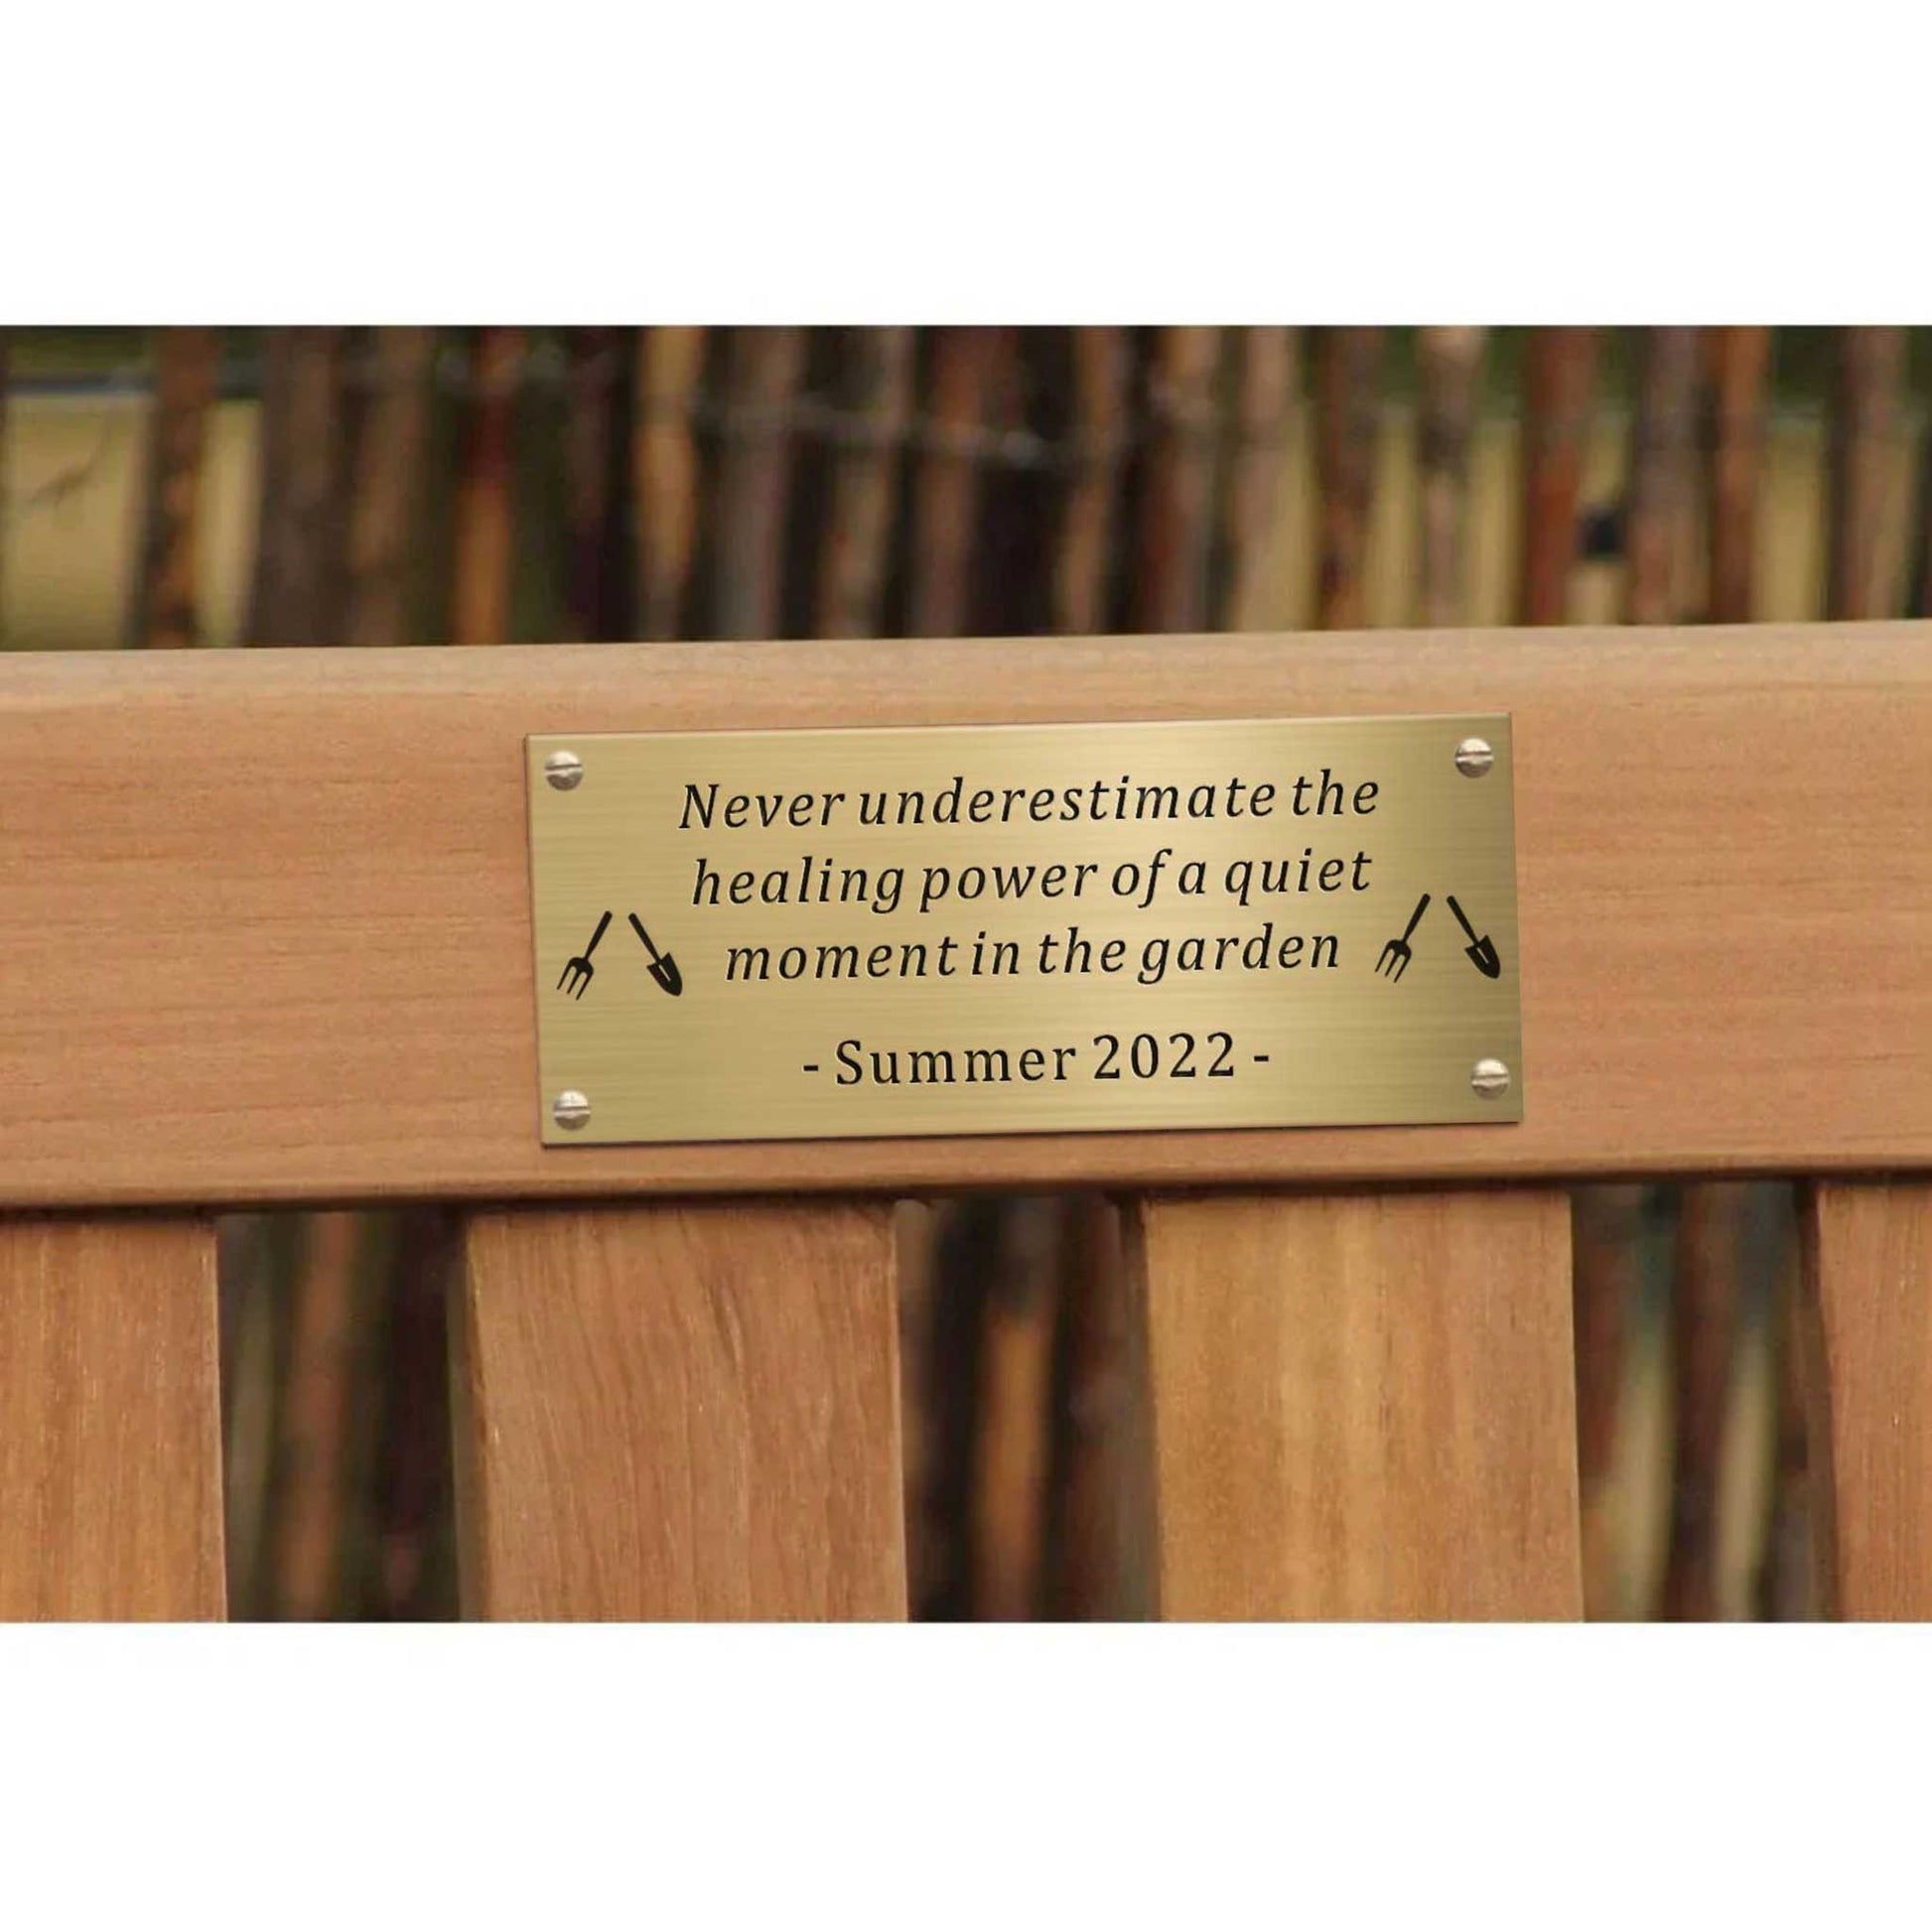 Never underestimate the
healing power of a quiet
moment in the garden
- Summer 2022 -